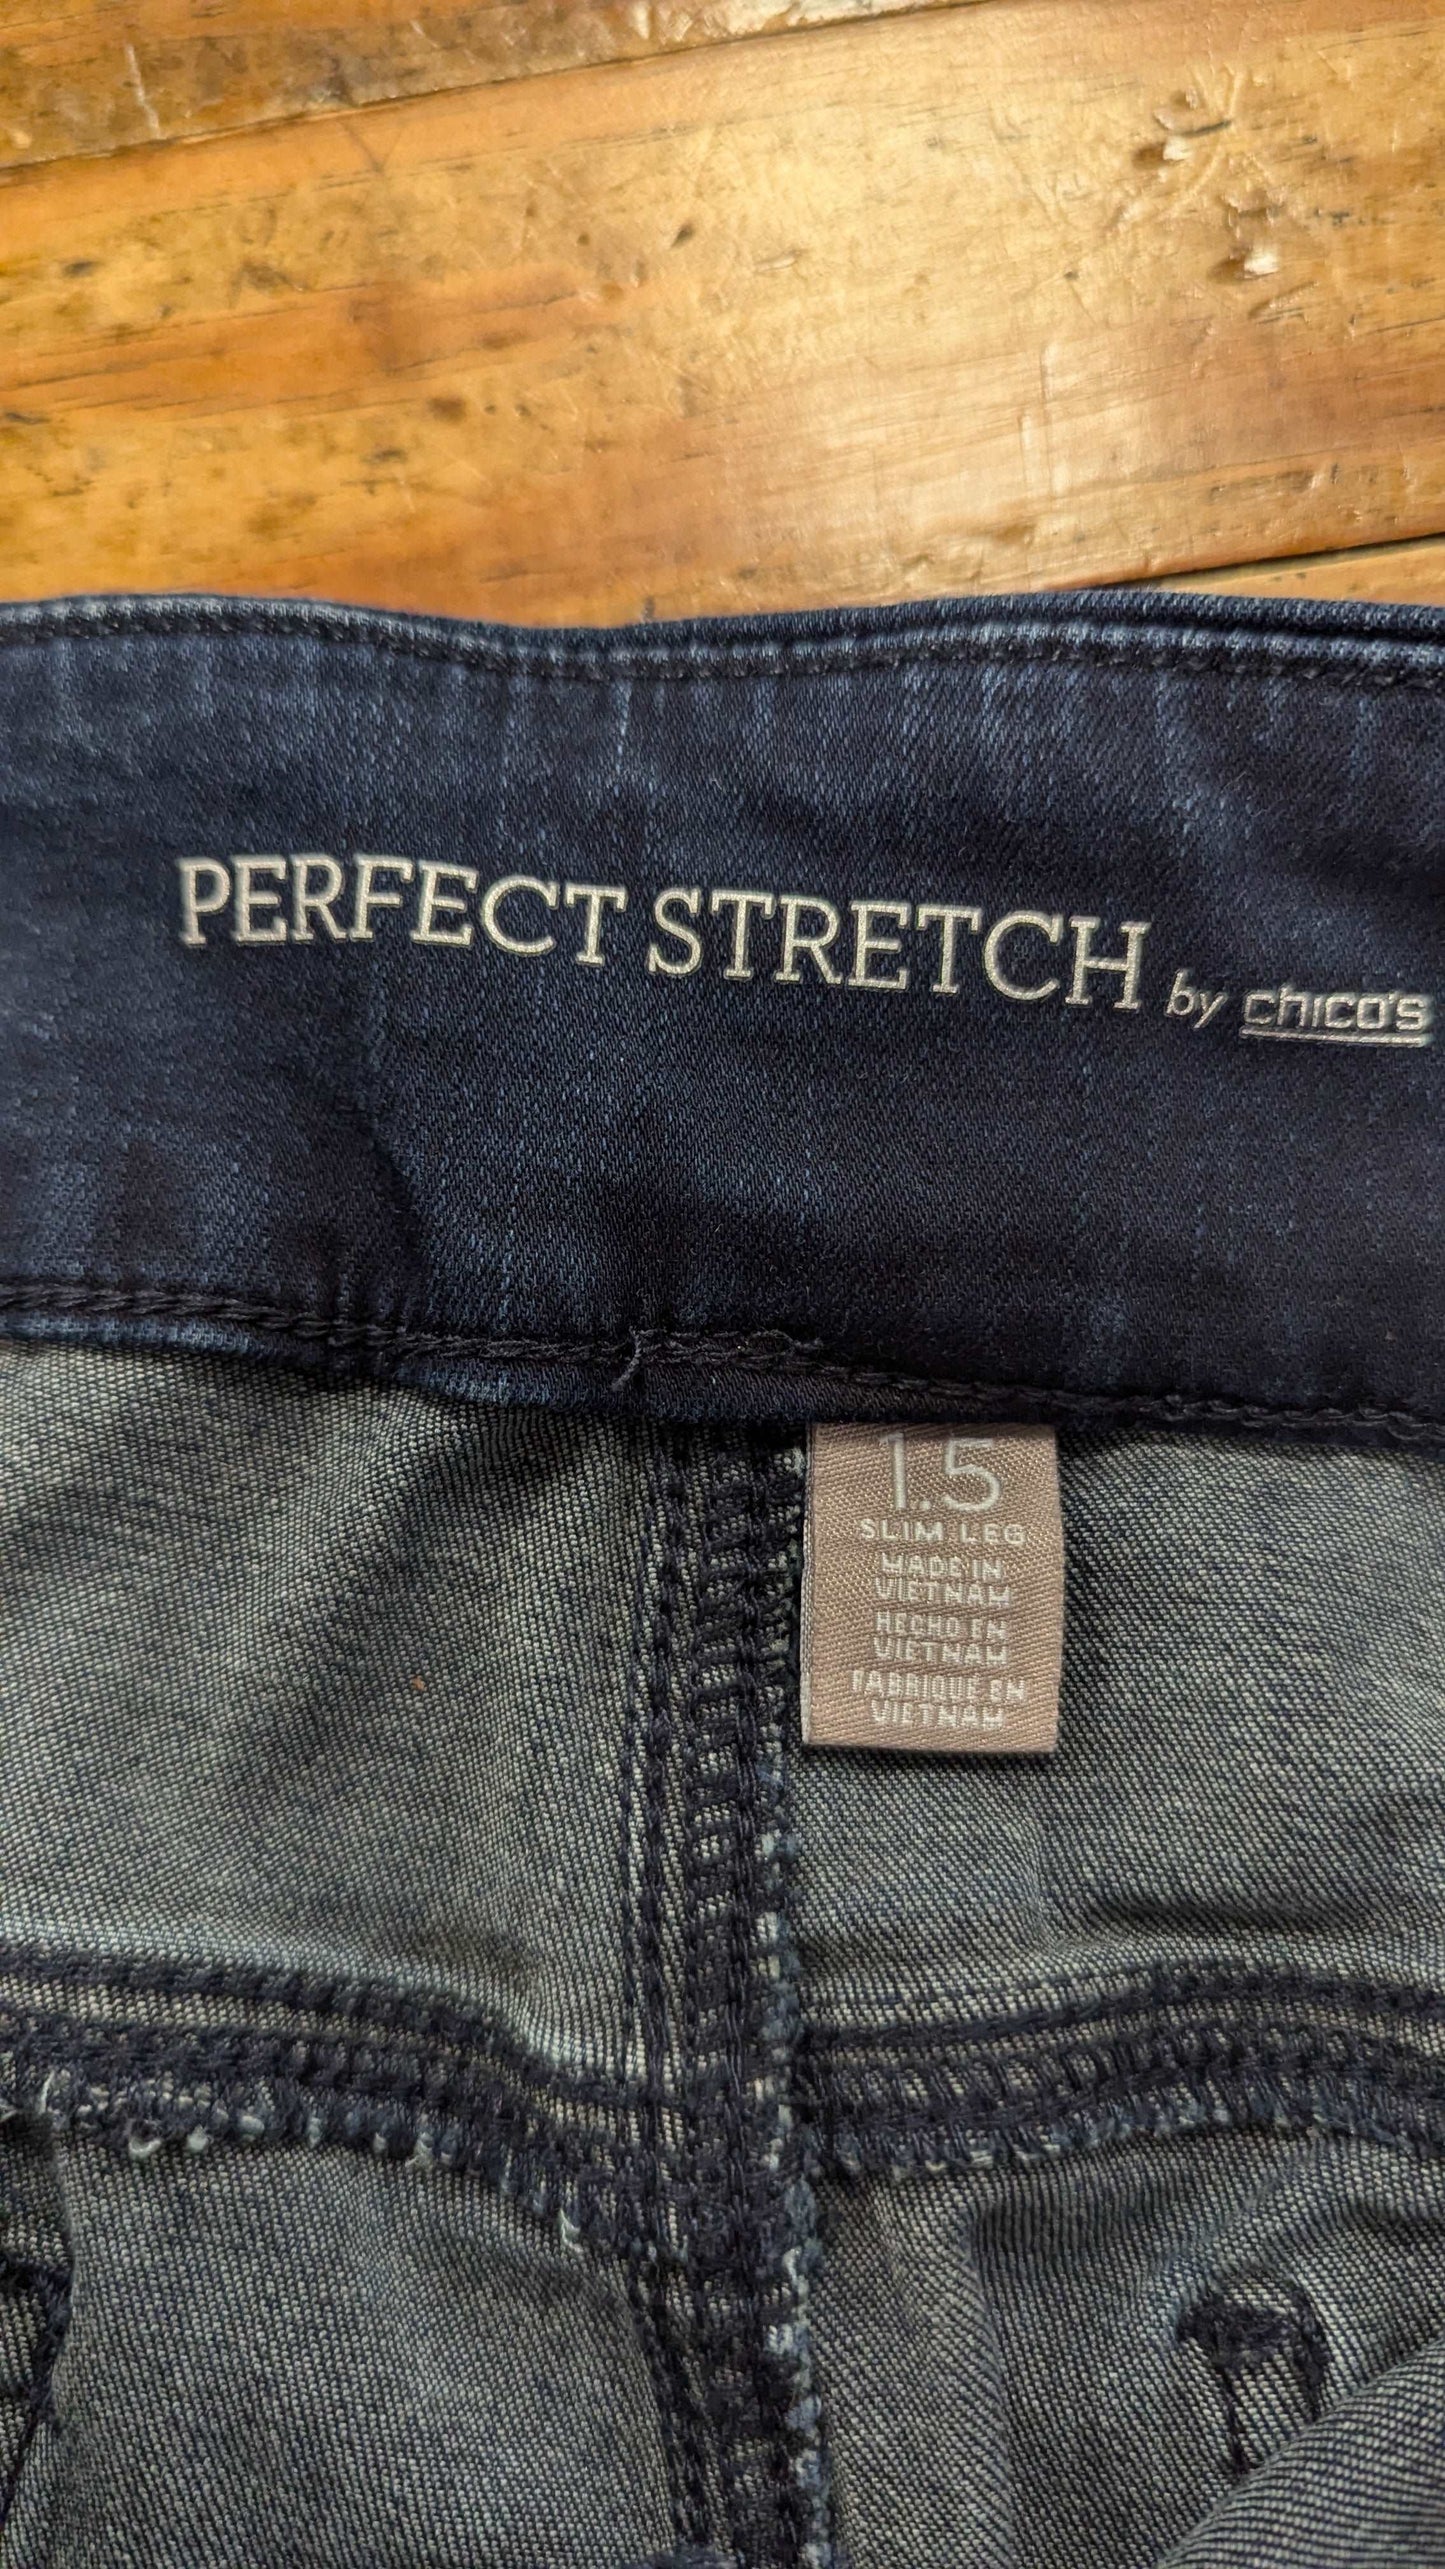 PERFECT STRETCH by chico's
1.5
SLIM LEG
MADE IN
VIETNAM
HECHO EN
VIETNAM
FABRIQUE EN
VIETNAM